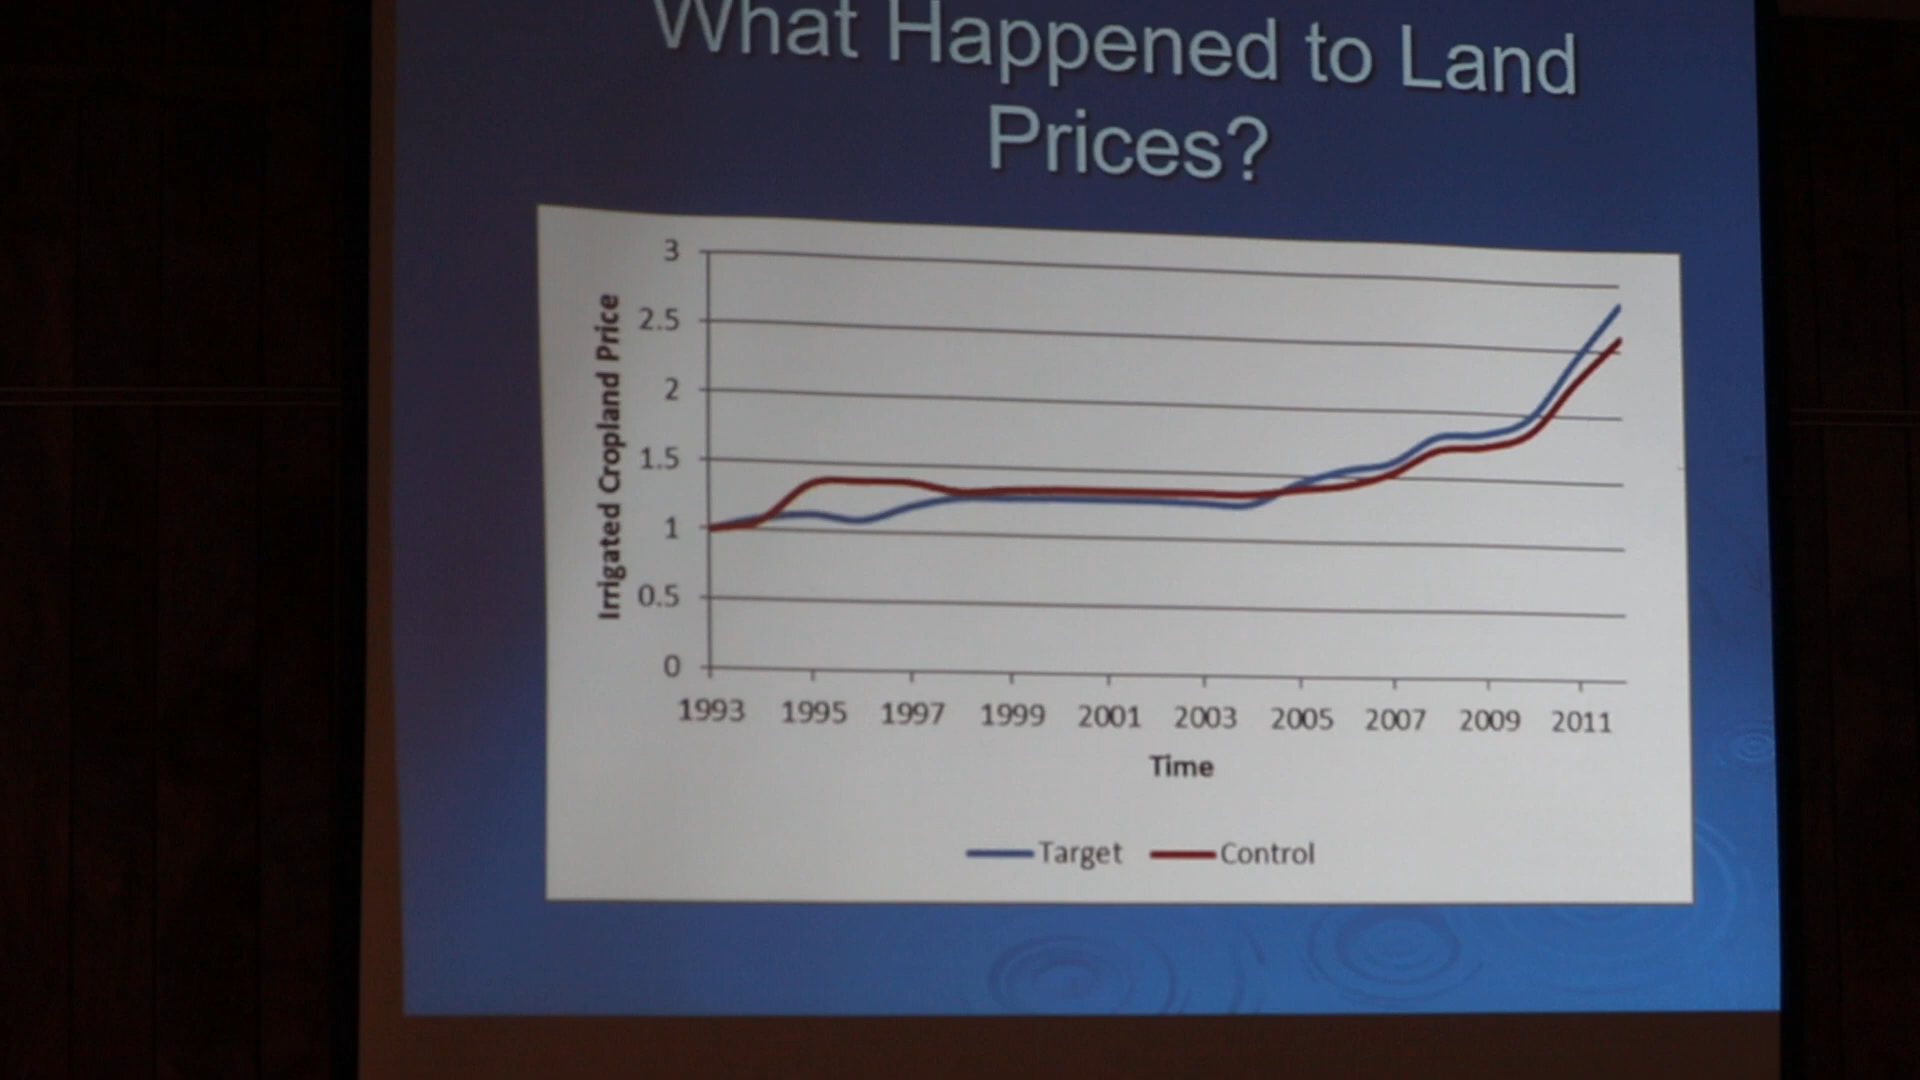 What Happened to Land
Prices?
Irrigated Cropland Price
3
2.5
2
1.5
1
0.5
0
1993 1995 1997 1999 2001 2003 2005 2007 2009 2011
Time
Target Control